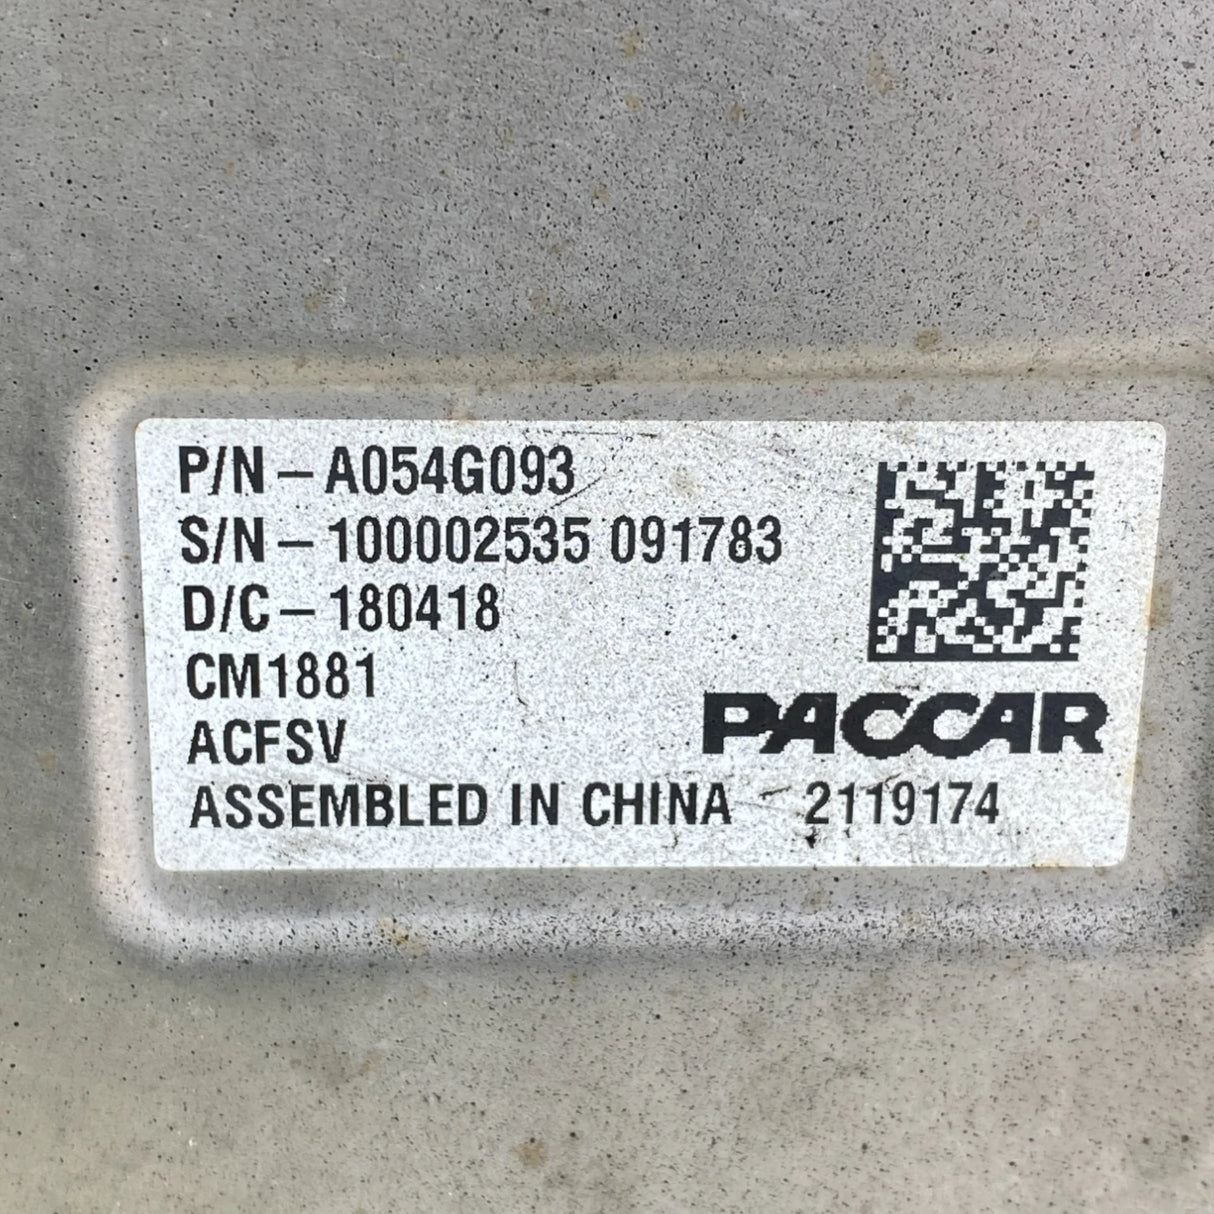 P/N – A054G093
S/N – 100002535 091783
D/C – 180418
CM1881
ACFSV
PACCAR
ASSEMBLED IN CHINA 2119174